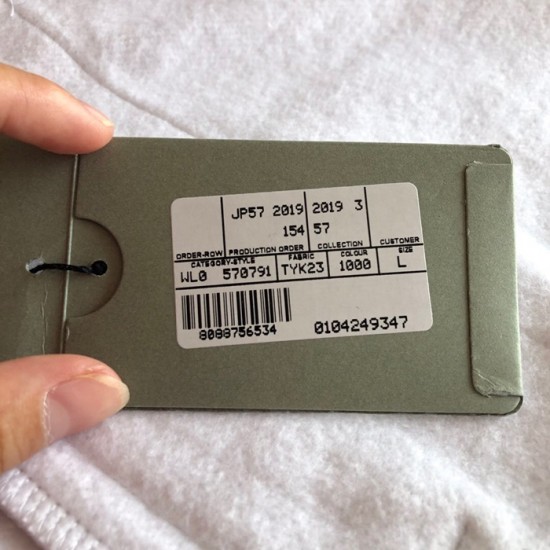 JP57 2019 2019 3
154 57
ORDER-ROW PRODUCTION ORDER COLLECTION CUSTOMER
CATEGORY-STYLE FABRIC COLOUR SIZE
WL0 570791 TYK23 1000 L
8088756534 0104249347